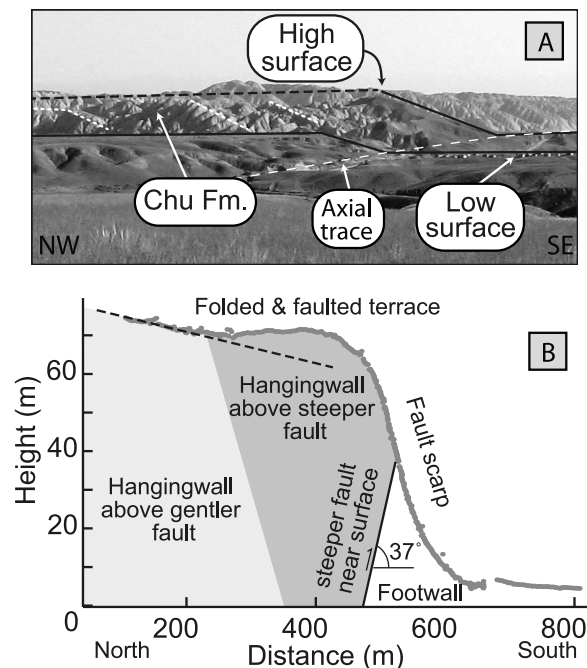 A
High
surface
Chu Fm.
Axial
trace
Low
surface
NW
SE
B
Folded & faulted terrace
Height (m)
60
40
20
0
Hangingwall
above steeper
fault
Hangingwall
above gentler
fault
Fault scarp
steeper fault
near surface
37°
Footwall
200
400
600
800
North
Distance (m)
South